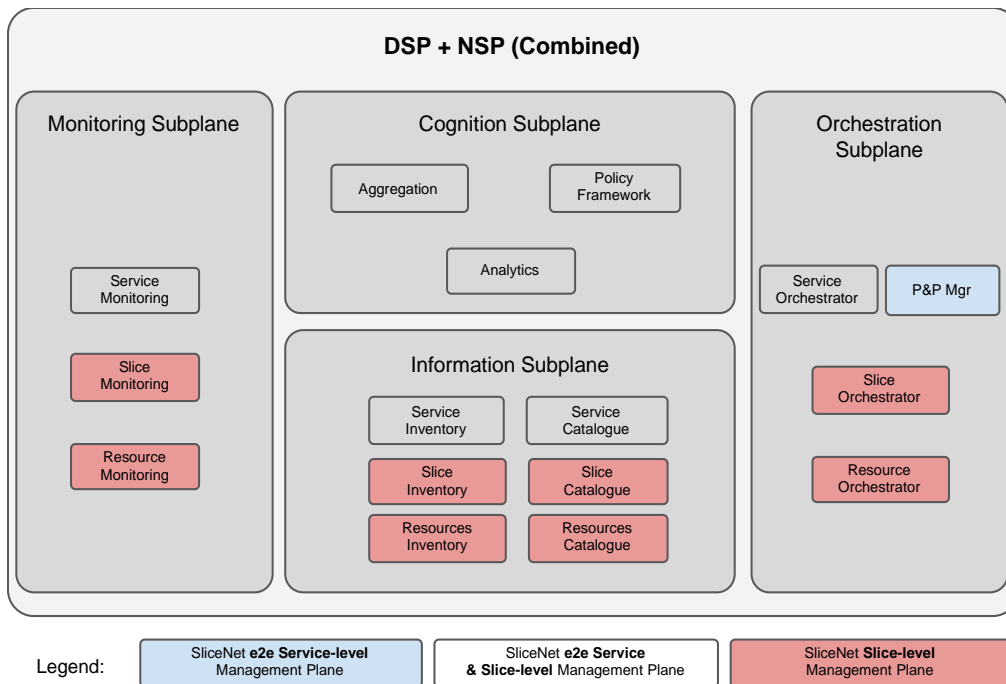 DSP + NSP (Combined)
Monitoring Subplane
Service
Monitoring
Slice
Monitoring
Resource
Monitoring
Cognition Subplane
Aggregation
Policy
Framework
Analytics
Information Subplane
Service
Inventory
Service
Catalogue
Slice
Inventory
Slice
Catalogue
Resources
Inventory
Resources
Catalogue
Orchestration
Subplane
Service
Orchestrator
P&P Mgr
Slice
Orchestrator
Resource
Orchestrator
Legend:
SliceNet e2e Service-level
Management Plane
SliceNet e2e Service
& Slice-level Management Plane
SliceNet Slice-level
Management Plane